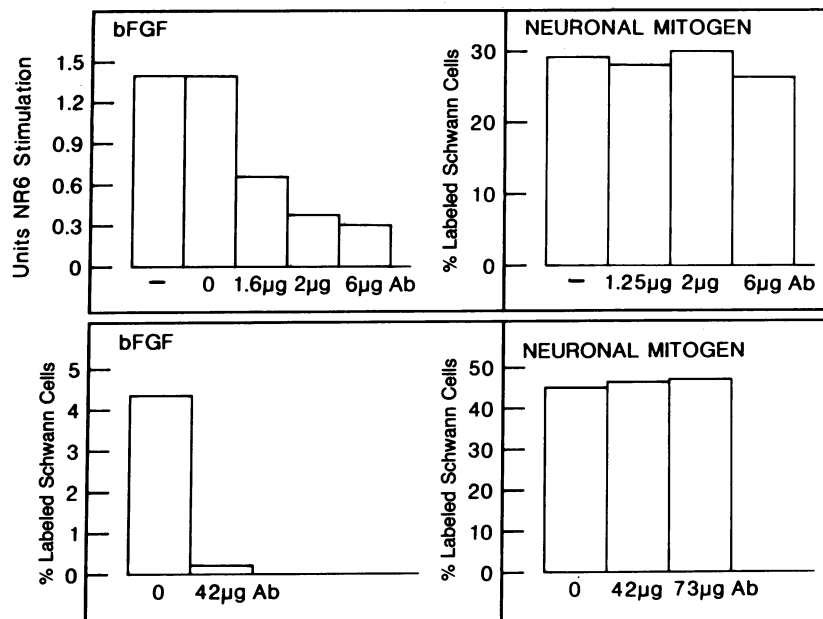 bFGF
Units NR6 Stimulation
1.5
1.2
0.9
0.6
0.3
0
– 0 1.6µg 2µg 6µg Ab
NEURONAL MITOGEN
% Labeled Schwann Cells
30
20
10
0
– 1.25µg 2µg 6µg Ab
bFGF
% Labeled Schwann Cells
5
4
3
2
1
0
0 42µg Ab
NEURONAL MITOGEN
% Labeled Schwann Cells
50
40
30
20
10
0
0 42µg 73µg Ab